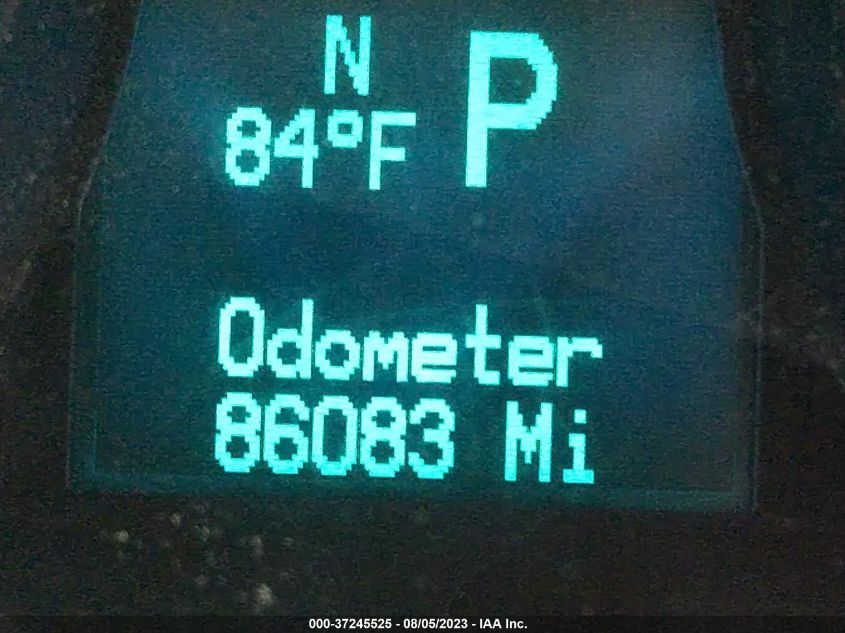 N P
84°F
Odometer
86083 Mi
000-37245525 - 08/05/2023 - IAA Inc.